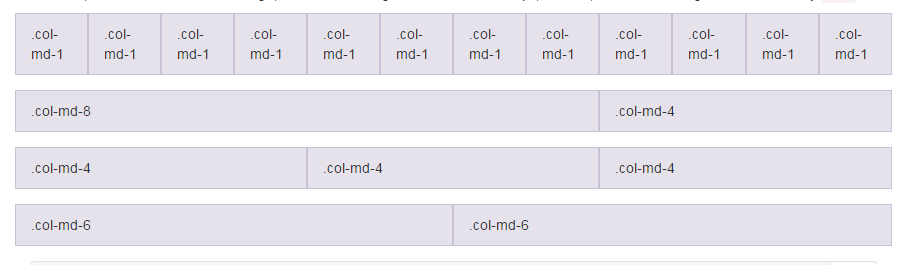 .col- .col- .col- .col- .col- .col- .col- .col- .col- .col- .col- .col-
md-1 md-1 md-1 md-1 md-1 md-1 md-1 md-1 md-1 md-1 md-1 md-1
.col-md-8 .col-md-4
.col-md-4 .col-md-4 .col-md-4
.col-md-6 .col-md-6